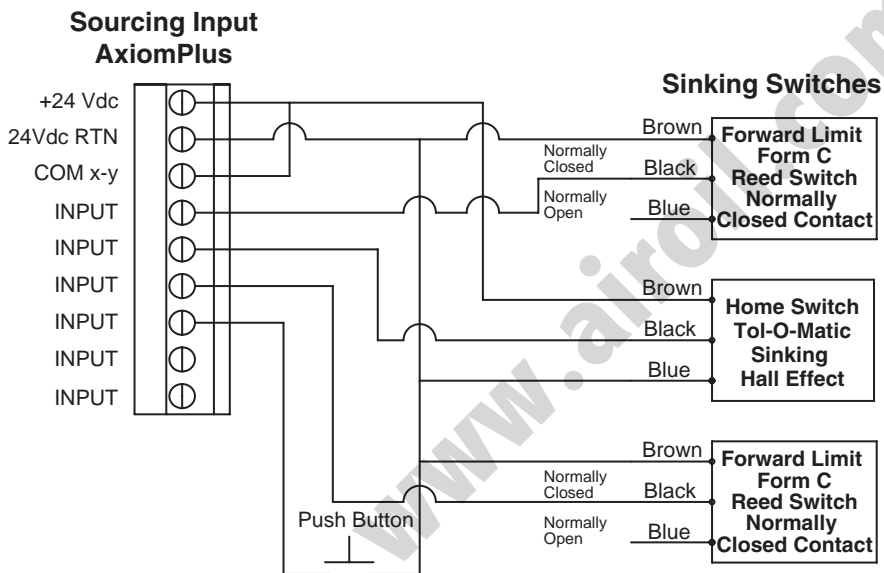 Sourcing Input
AxiomPlus
+24 Vdc
24Vdc RTN
COM x-y
INPUT
INPUT
INPUT
INPUT
INPUT
INPUT
Push Button
Sinking Switches
Brown
Normally
Closed
Black
Normally
Open
Blue
Forward Limit
Form C
Reed Switch
Normally
Closed Contact
Brown
Black
Blue
Home Switch
Tol-O-Matic
Sinking
Hall Effect
Brown
Normally
Closed
Black
Normally
Open
Blue
Forward Limit
Form C
Reed Switch
Normally
Closed Contact
www.airoil.com